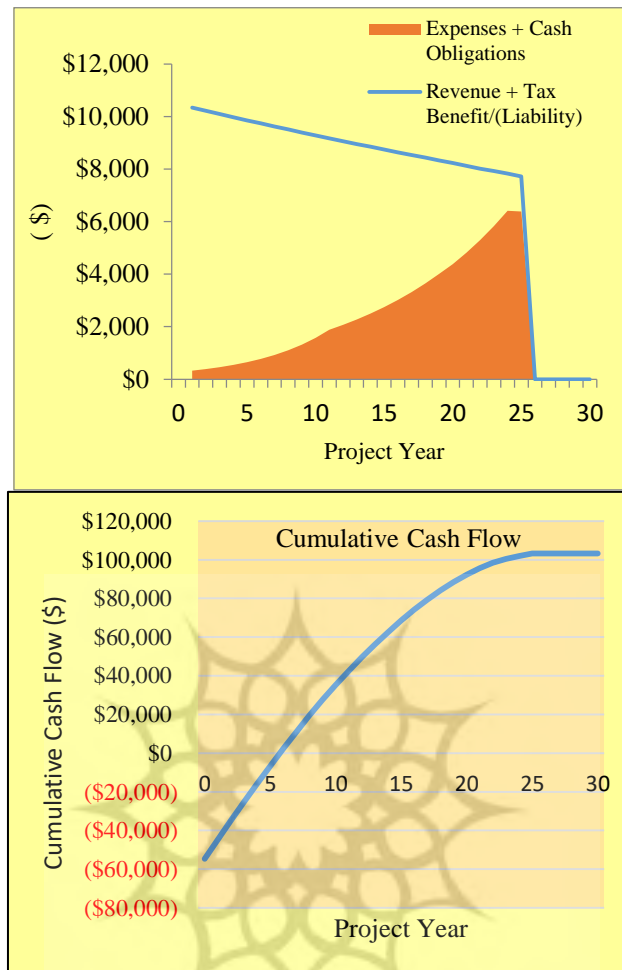 Expenses + Cash
Obligations
Revenue + Tax
Benefit/(Liability)
$12,000
$10,000
$8,000
$6,000
$4,000
$2,000
$0
( $)
0 5 10 15 20 25 30
Project Year
Cumulative Cash Flow
$120,000
$100,000
$80,000
$60,000
$40,000
$20,000
$0
($20,000)
($40,000)
($60,000)
($80,000)
Cumulative Cash Flow ($)
0 5 10 15 20 25 30
Project Year